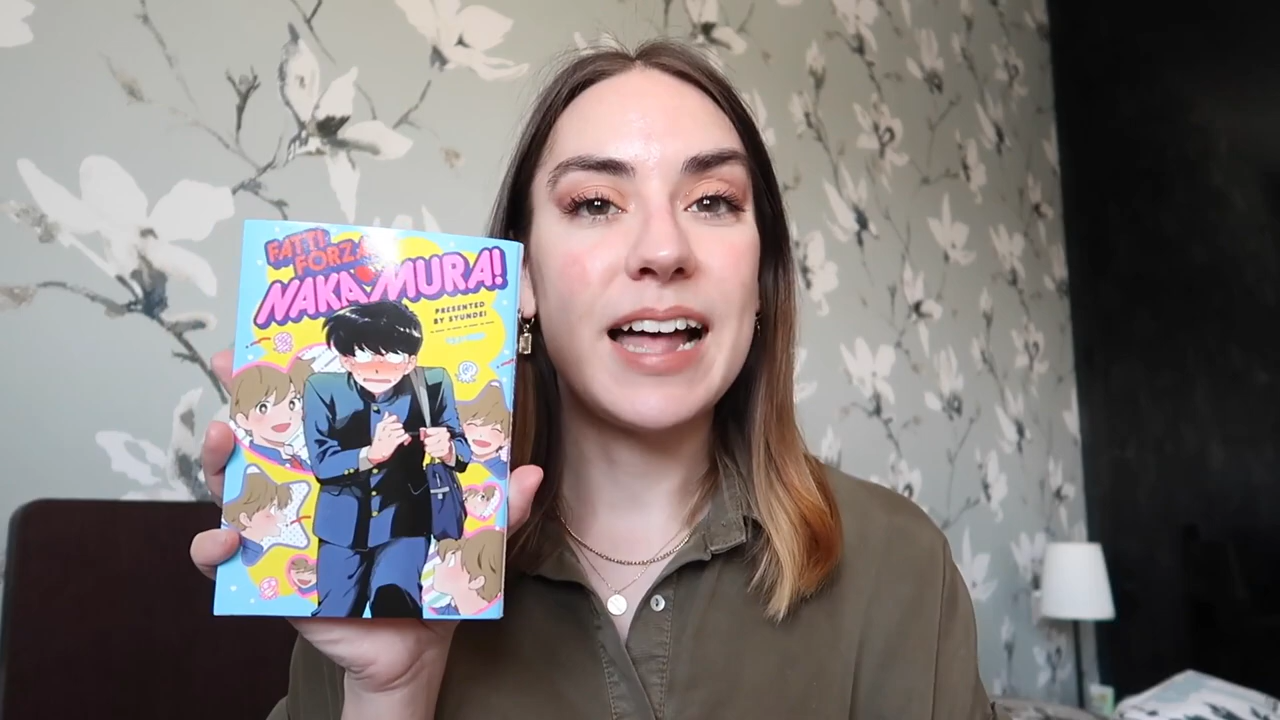 FATTI
FORZA
NAKAMURA!
PRESENTED
BY SYUNDEI